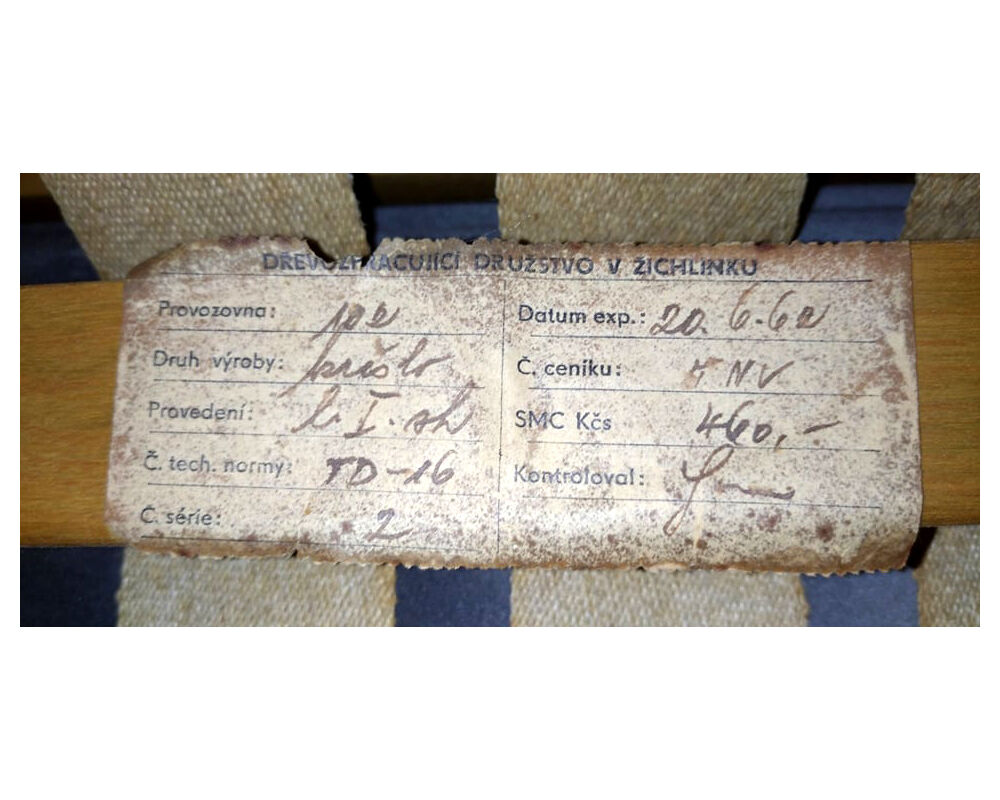 DŘEVOZPRACUJÍCÍ DRUŽSTVO V ŽICHLINKU
Provozovna:
Druh výroby: křeslo
Provedení: I.
Č. tech. normy: TD-16
Č. série: 2
Datum exp.: 20. 6. 62
Č. ceníku: NV
SMC Kčs 460,-
Kontroloval: